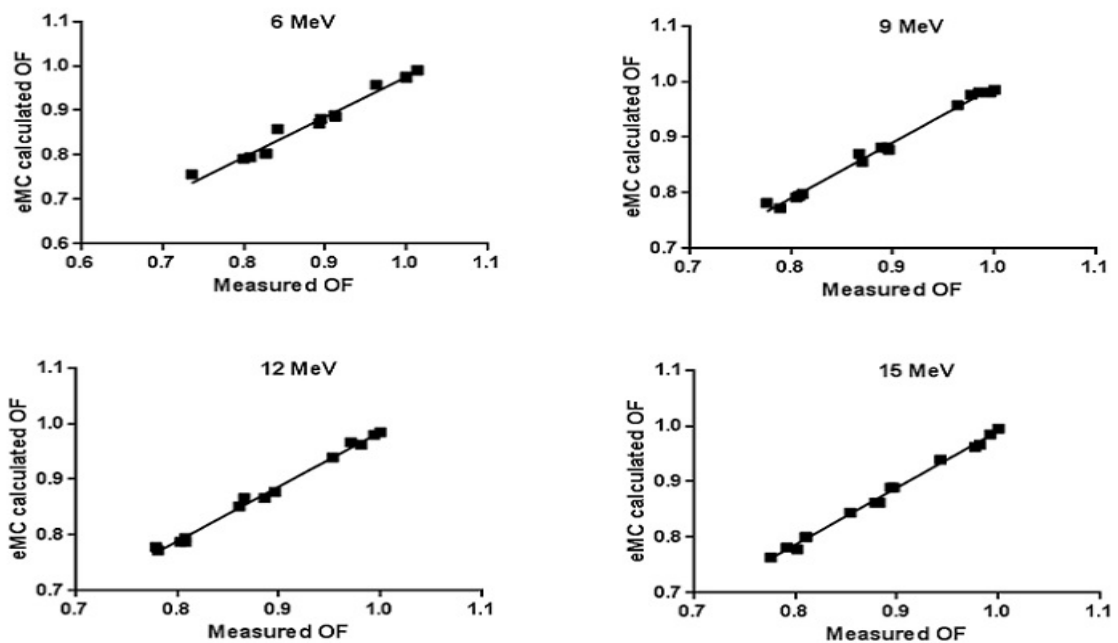 6 MeV
eMC calculated OF
1.1
1.0
0.9
0.8
0.7
0.6
0.6 0.7 0.8 0.9 1.0 1.1
Measured OF
9 MeV
eMC calculated OF
1.1
1.0
0.9
0.8
0.7
0.7 0.8 0.9 1.0 1.1
Measured OF
12 MeV
eMC calculated OF
1.1
1.0
0.9
0.8
0.7
0.7 0.8 0.9 1.0 1.1
Measured OF
15 MeV
eMC calculated OF
1.1
1.0
0.9
0.8
0.7
0.7 0.8 0.9 1.0 1.1
Measured OF